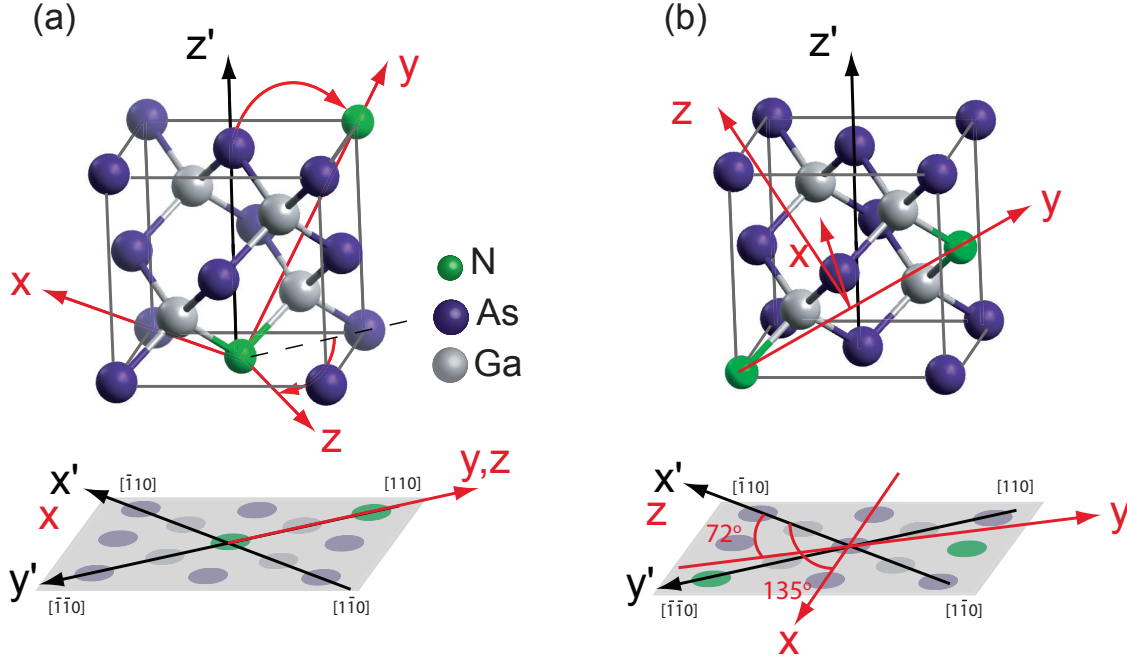 (a)
z'
y
x
z
N
As
Ga
x'
[1̄10]
[110]
y,z
x
y'
[1̄1̄0]
[11̄0]
(b)
z'
z
y
x
x'
[1̄10]
[110]
z
72°
y
y'
135°
[1̄1̄0]
[11̄0]
x